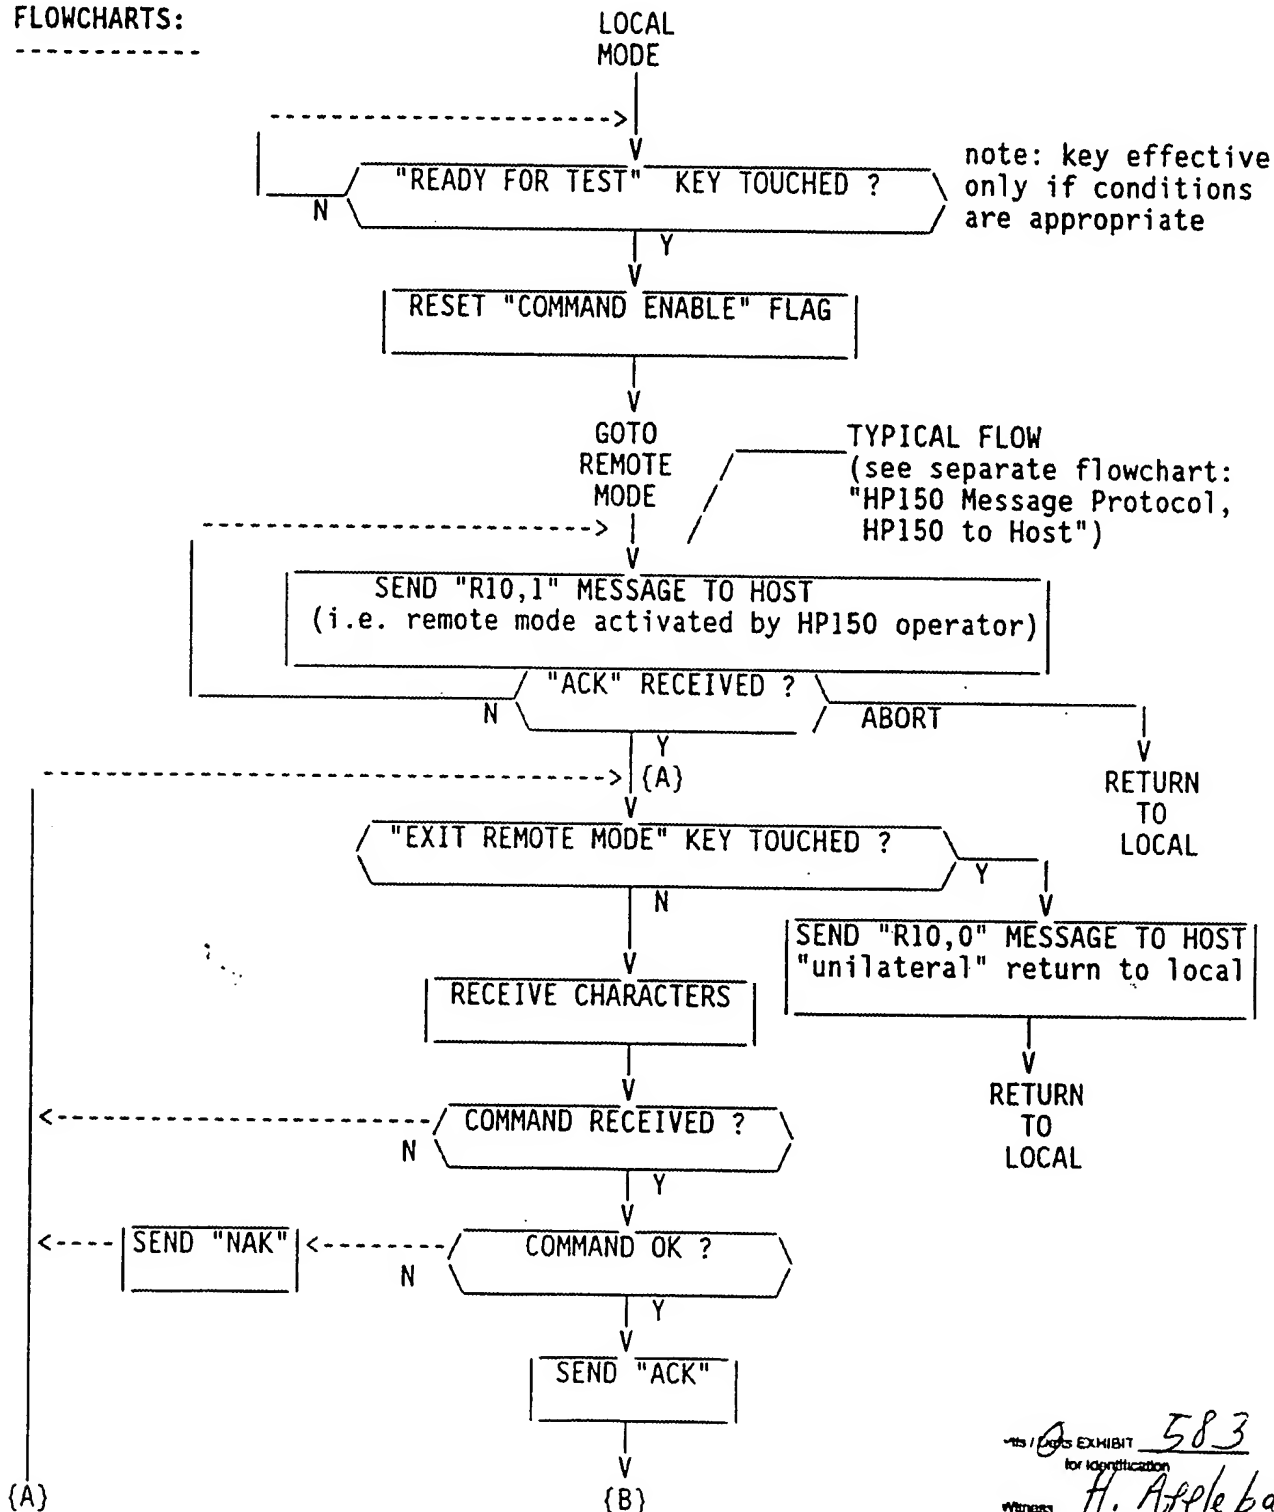 FLOWCHARTS:
-----------
LOCAL
MODE
"READY FOR TEST" KEY TOUCHED ?
note: key effective
only if conditions
are appropriate
N
Y
RESET "COMMAND ENABLE" FLAG
GOTO
REMOTE
MODE
TYPICAL FLOW
(see separate flowchart:
"HP150 Message Protocol,
HP150 to Host")
SEND "R10,1" MESSAGE TO HOST
(i.e. remote mode activated by HP150 operator)
"ACK" RECEIVED ?
N
ABORT
Y
{A}
RETURN
TO
LOCAL
"EXIT REMOTE MODE" KEY TOUCHED ?
Y
N
SEND "R10,0" MESSAGE TO HOST
"unilateral" return to local
RECEIVE CHARACTERS
RETURN
TO
LOCAL
COMMAND RECEIVED ?
N
Y
SEND "NAK"
COMMAND OK ?
N
Y
SEND "ACK"
EXHIBIT 583
for Identification
Witness H.
{A}
{B}